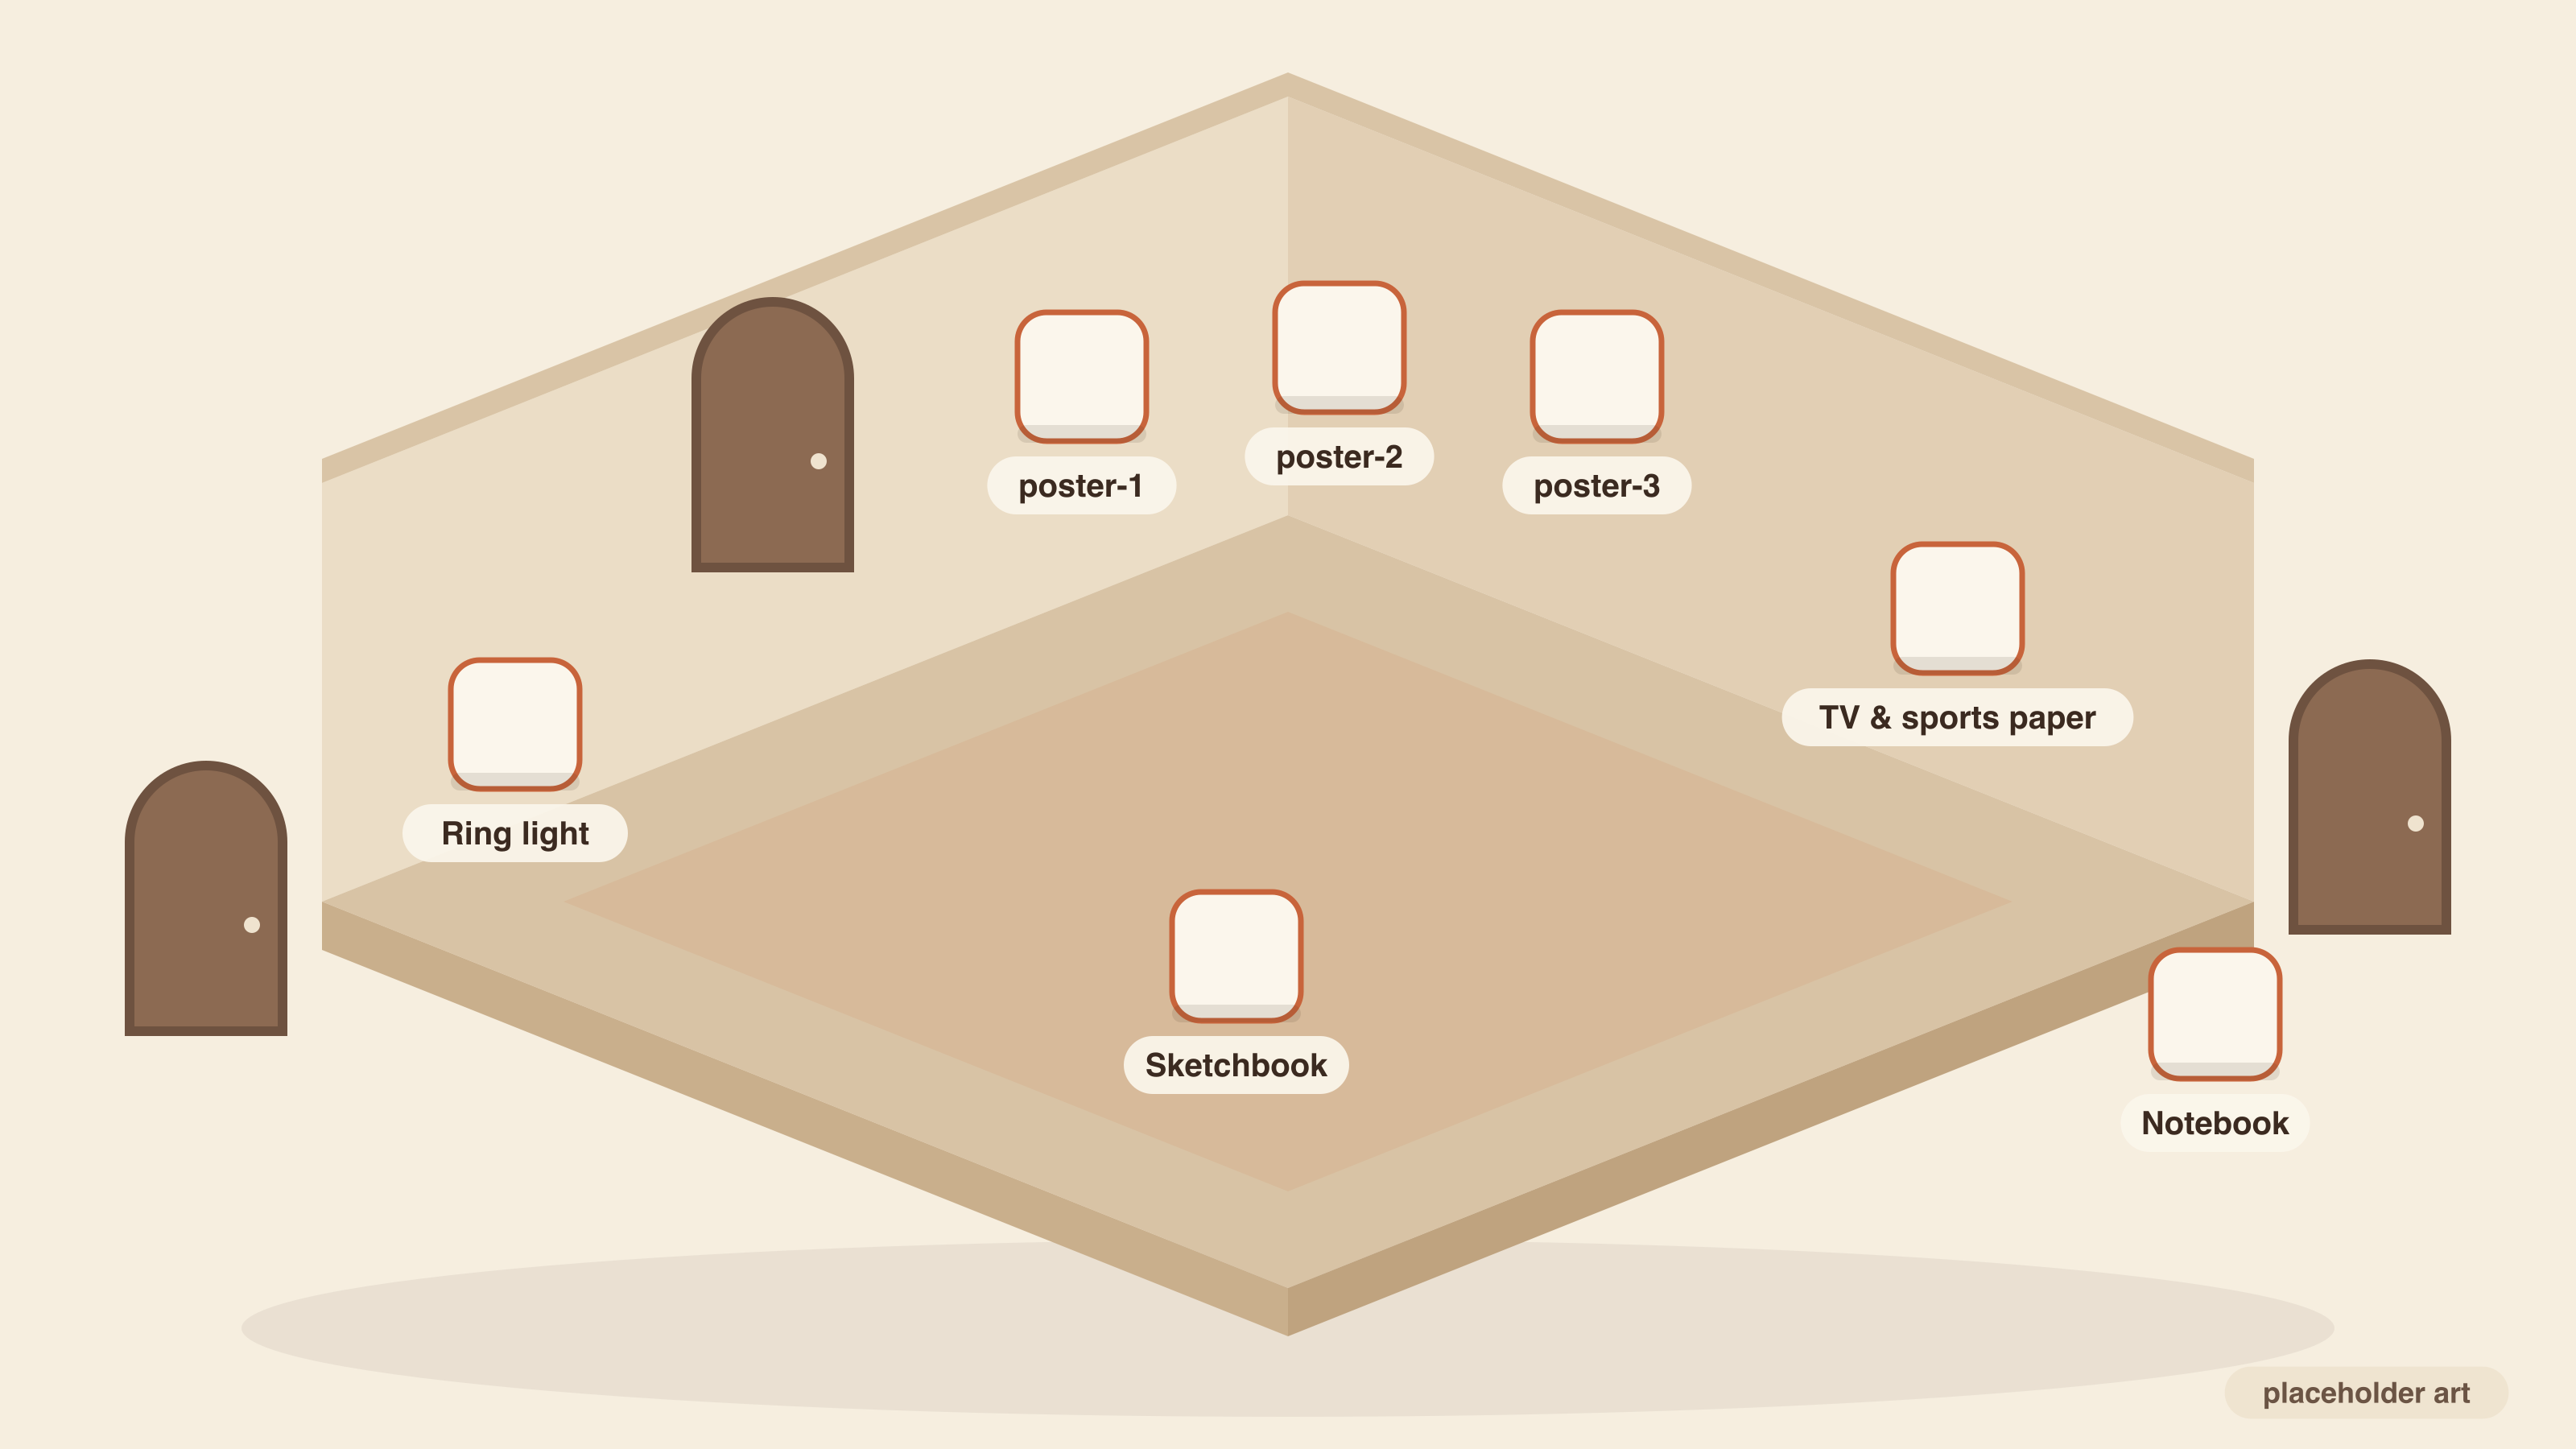 poster-1
poster-2
poster-3
TV & sports paper
Ring light
Sketchbook
Notebook
placeholder art